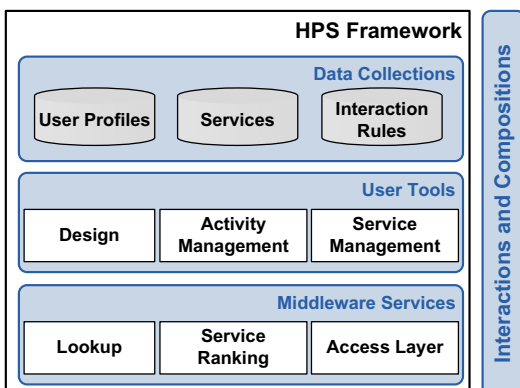 HPS Framework
Data Collections
User Profiles
Services
Interaction
Rules
User Tools
Design
Activity
Management
Service
Management
Middleware Services
Lookup
Service
Ranking
Access Layer
Interactions and Compositions